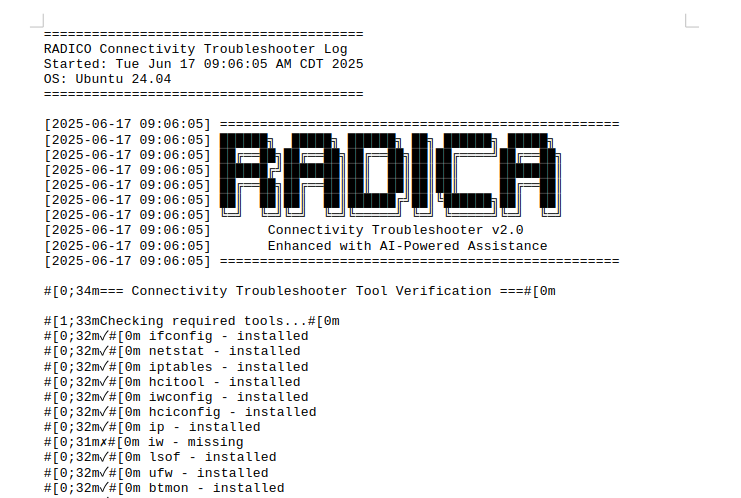 ========================================
RADICO Connectivity Troubleshooter Log
Started: Tue Jun 17 09:06:05 AM CDT 2025
OS: Ubuntu 24.04
========================================
[2025-06-17 09:06:05] ==================================================
[2025-06-17 09:06:05] ██████╗  █████╗ ██████╗ ██╗ ██████╗ █████╗
[2025-06-17 09:06:05] ██╔══██╗██╔══██╗██╔══██╗██║██╔════╝██╔══██╗
[2025-06-17 09:06:05] ██████╔╝███████║██║  ██║██║██║     ███████║
[2025-06-17 09:06:05] ██╔══██╗██╔══██║██║  ██║██║██║     ██╔══██║
[2025-06-17 09:06:05] ██║  ██║██║  ██║██████╔╝██║╚██████╗██║  ██║
[2025-06-17 09:06:05] ╚═╝  ╚═╝╚═╝  ╚═╝╚═════╝ ╚═╝ ╚═════╝╚═╝  ╚═╝
[2025-06-17 09:06:05]       Connectivity Troubleshooter v2.0
[2025-06-17 09:06:05]       Enhanced with AI-Powered Assistance
[2025-06-17 09:06:05] ==================================================
#[0;34m=== Connectivity Troubleshooter Tool Verification ===#[0m
#[1;33mChecking required tools...#[0m
#[0;32m✓#[0m ifconfig - installed
#[0;32m✓#[0m netstat - installed
#[0;32m✓#[0m iptables - installed
#[0;32m✓#[0m hcitool - installed
#[0;32m✓#[0m iwconfig - installed
#[0;32m✓#[0m hciconfig - installed
#[0;32m✓#[0m ip - installed
#[0;31m✗#[0m iw - missing
#[0;32m✓#[0m lsof - installed
#[0;32m✓#[0m ufw - installed
#[0;32m✓#[0m btmon - installed